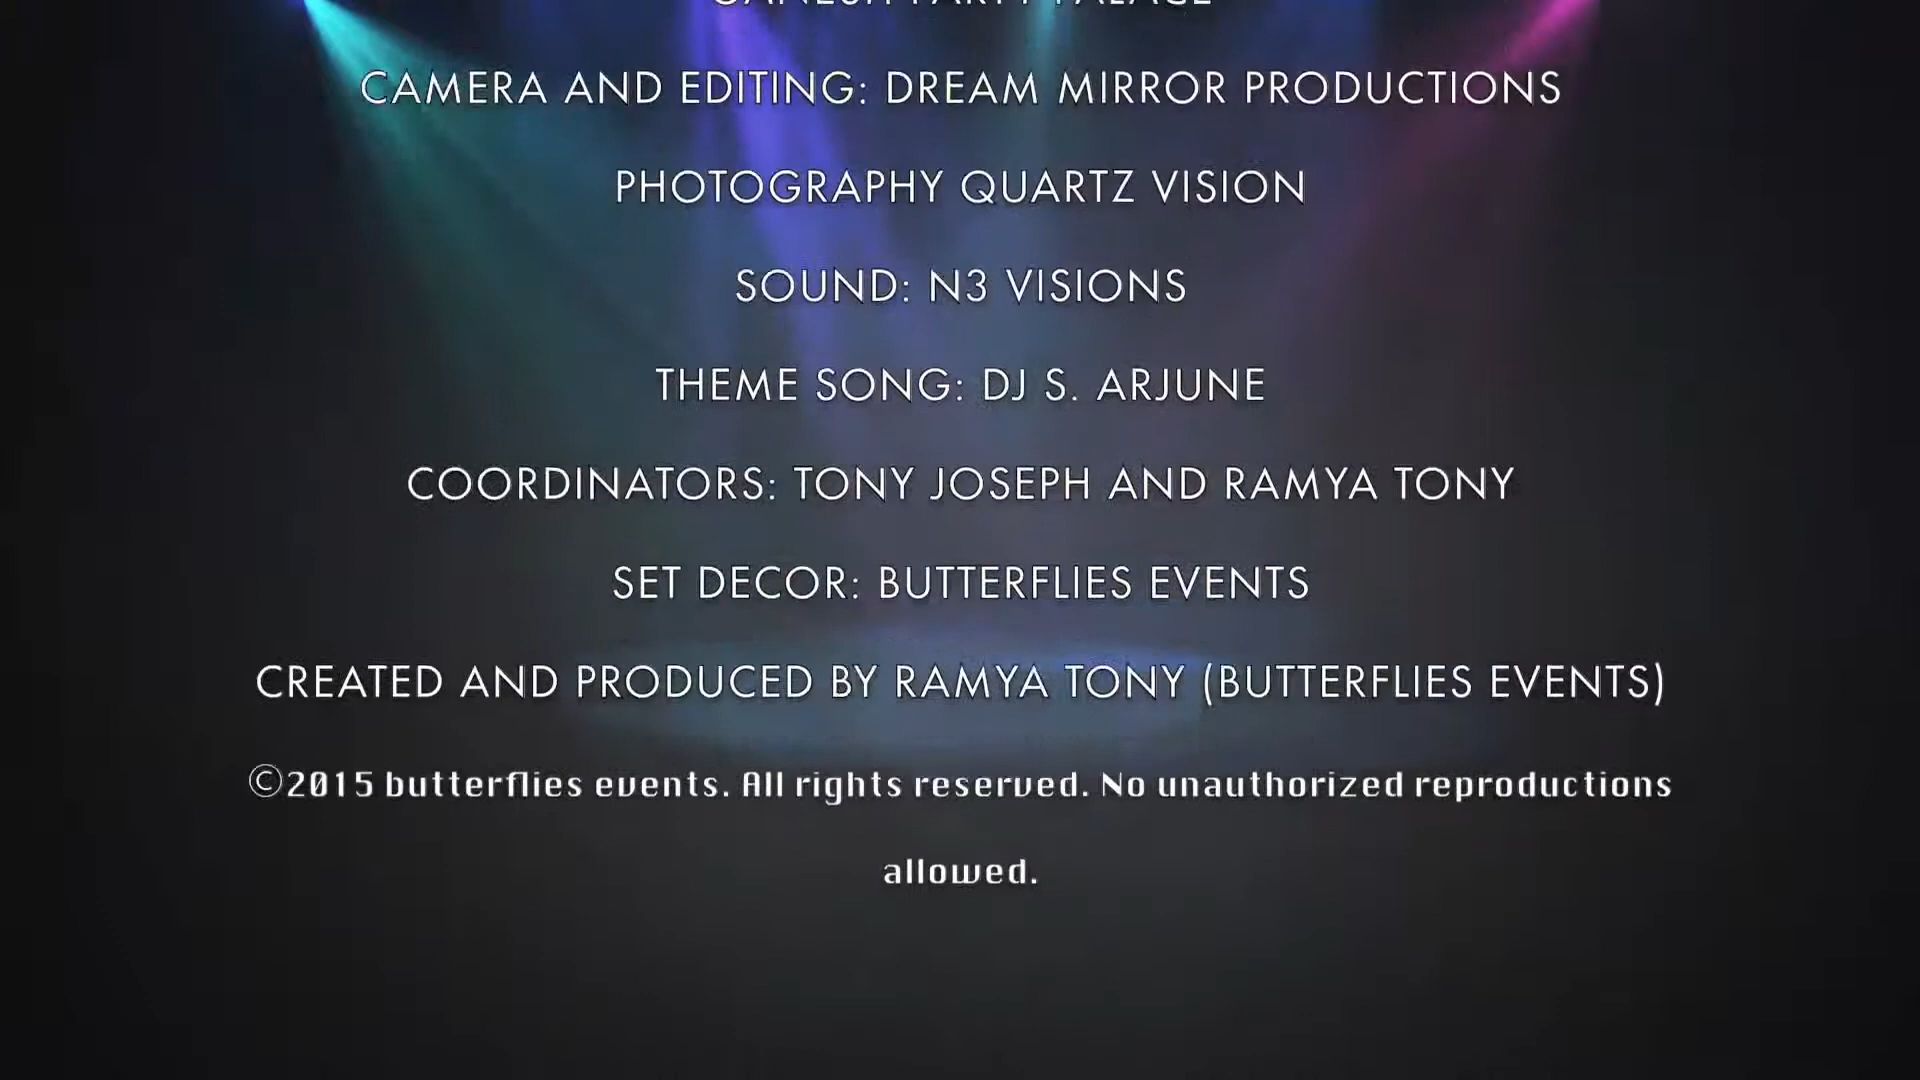 CAMERA AND EDITING: DREAM MIRROR PRODUCTIONS
PHOTOGRAPHY QUARTZ VISION
SOUND: N3 VISIONS
THEME SONG: DJ S. ARJUNE
COORDINATORS: TONY JOSEPH AND RAMYA TONY
SET DECOR: BUTTERFLIES EVENTS
CREATED AND PRODUCED BY RAMYA TONY (BUTTERFLIES EVENTS)
©2015 butterflies events. All rights reserved. No unauthorized reproductions
allowed.